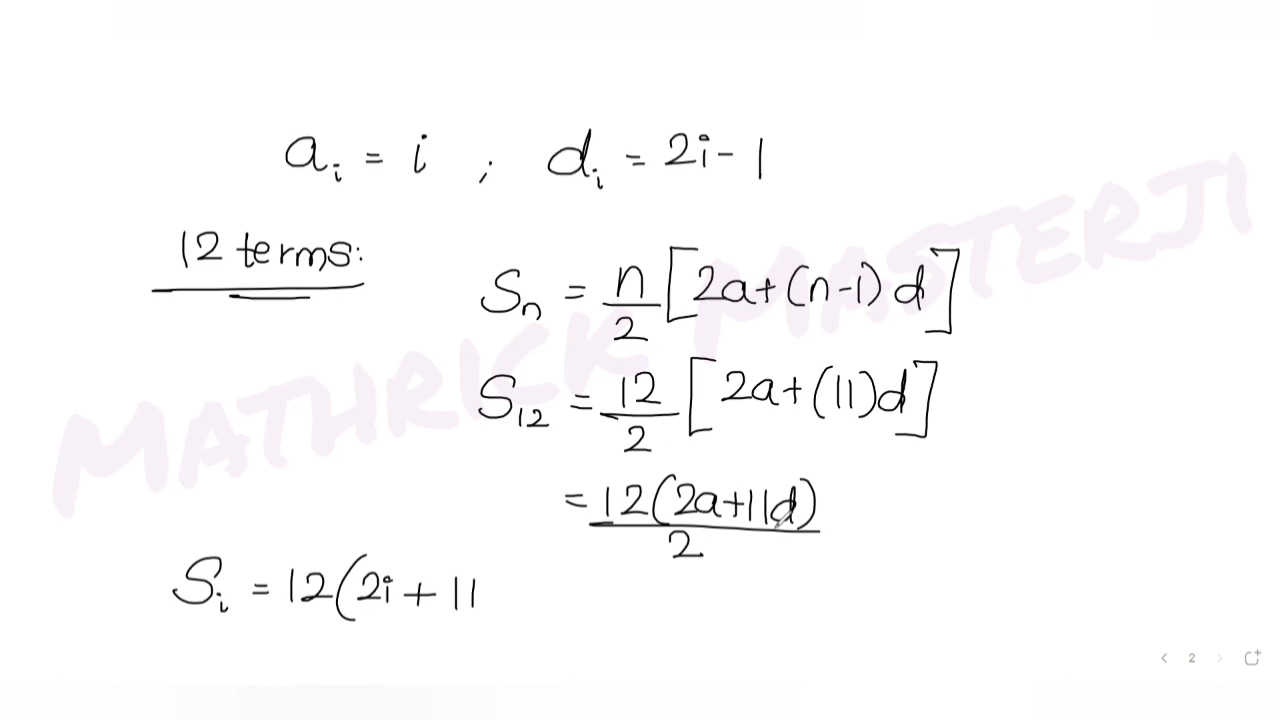 aᵢ = i ; dᵢ = 2i - 1
12 terms:
Sₙ = n/2 [2a + (n-1) d]
S₁₂ = 12/2 [2a + (11)d]
= 12(2a+11d)/2
Sᵢ = 12(2i + 11
MATHRICK MASTERJI
< 2 >